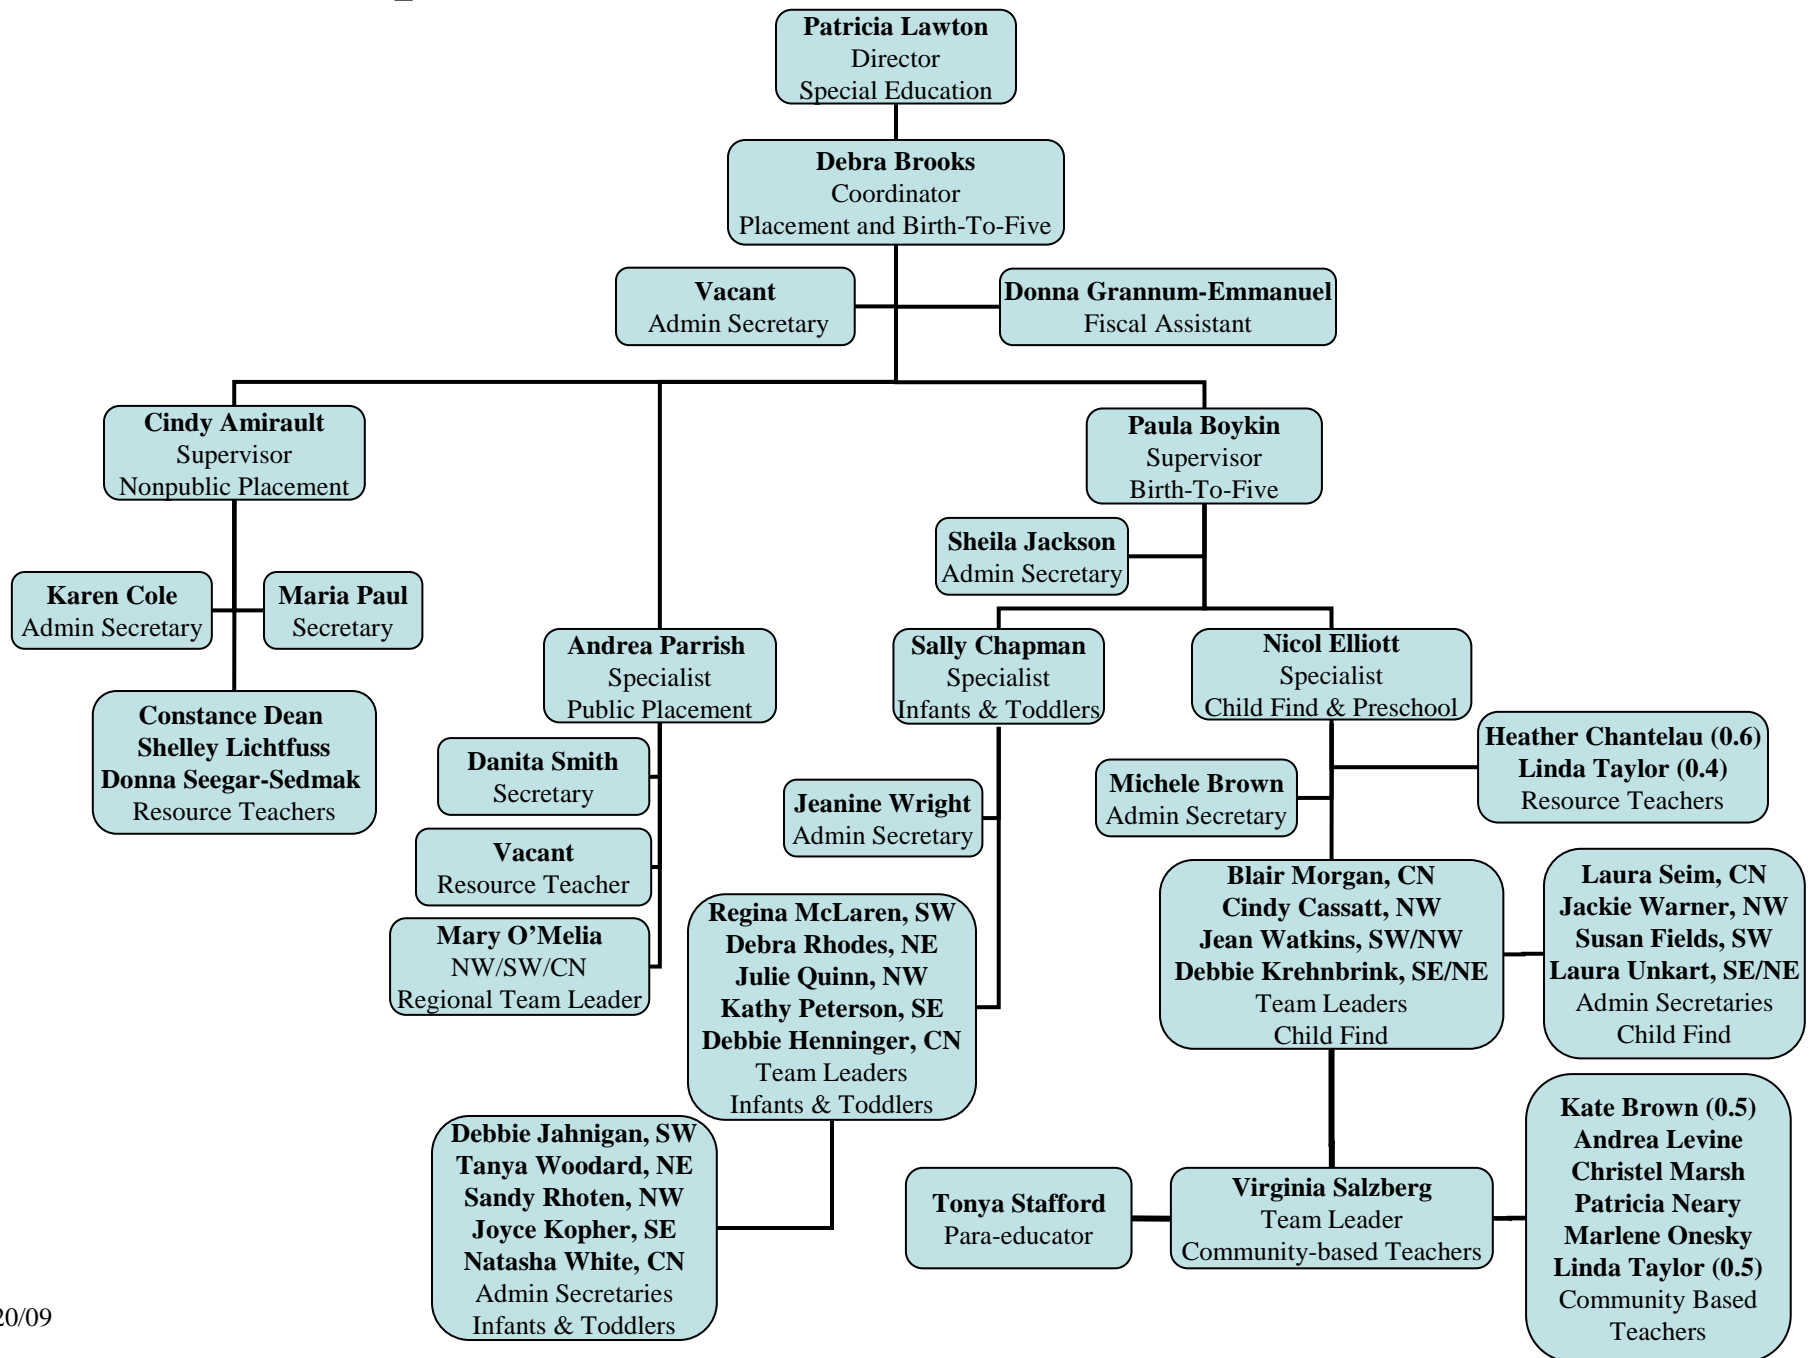 Patricia Lawton
Director
Special Education
Debra Brooks
Coordinator
Placement and Birth-To-Five
Vacant
Admin Secretary
Donna Grannum-Emmanuel
Fiscal Assistant
Cindy Amirault
Supervisor
Nonpublic Placement
Paula Boykin
Supervisor
Birth-To-Five
Sheila Jackson
Admin Secretary
Karen Cole
Admin Secretary
Maria Paul
Secretary
Andrea Parrish
Specialist
Public Placement
Sally Chapman
Specialist
Infants & Toddlers
Nicol Elliott
Specialist
Child Find & Preschool
Constance Dean
Shelley Lichtfuss
Donna Seegar-Sedmak
Resource Teachers
Danita Smith
Secretary
Jeanine Wright
Admin Secretary
Michele Brown
Admin Secretary
Heather Chantelau (0.6)
Linda Taylor (0.4)
Resource Teachers
Vacant
Resource Teacher
Mary O’Melia
NW/SW/CN
Regional Team Leader
Regina McLaren, SW
Debra Rhodes, NE
Julie Quinn, NW
Kathy Peterson, SE
Debbie Henninger, CN
Team Leaders
Infants & Toddlers
Blair Morgan, CN
Cindy Cassatt, NW
Jean Watkins, SW/NW
Debbie Krehnbrink, SE/NE
Team Leaders
Child Find
Laura Seim, CN
Jackie Warner, NW
Susan Fields, SW
Laura Unkart, SE/NE
Admin Secretaries
Child Find
Debbie Jahnigan, SW
Tanya Woodard, NE
Sandy Rhoten, NW
Joyce Kopher, SE
Natasha White, CN
Admin Secretaries
Infants & Toddlers
Tonya Stafford
Para-educator
Virginia Salzberg
Team Leader
Community-based Teachers
Kate Brown (0.5)
Andrea Levine
Christel Marsh
Patricia Neary
Marlene Onesky
Linda Taylor (0.5)
Community Based
Teachers
20/09